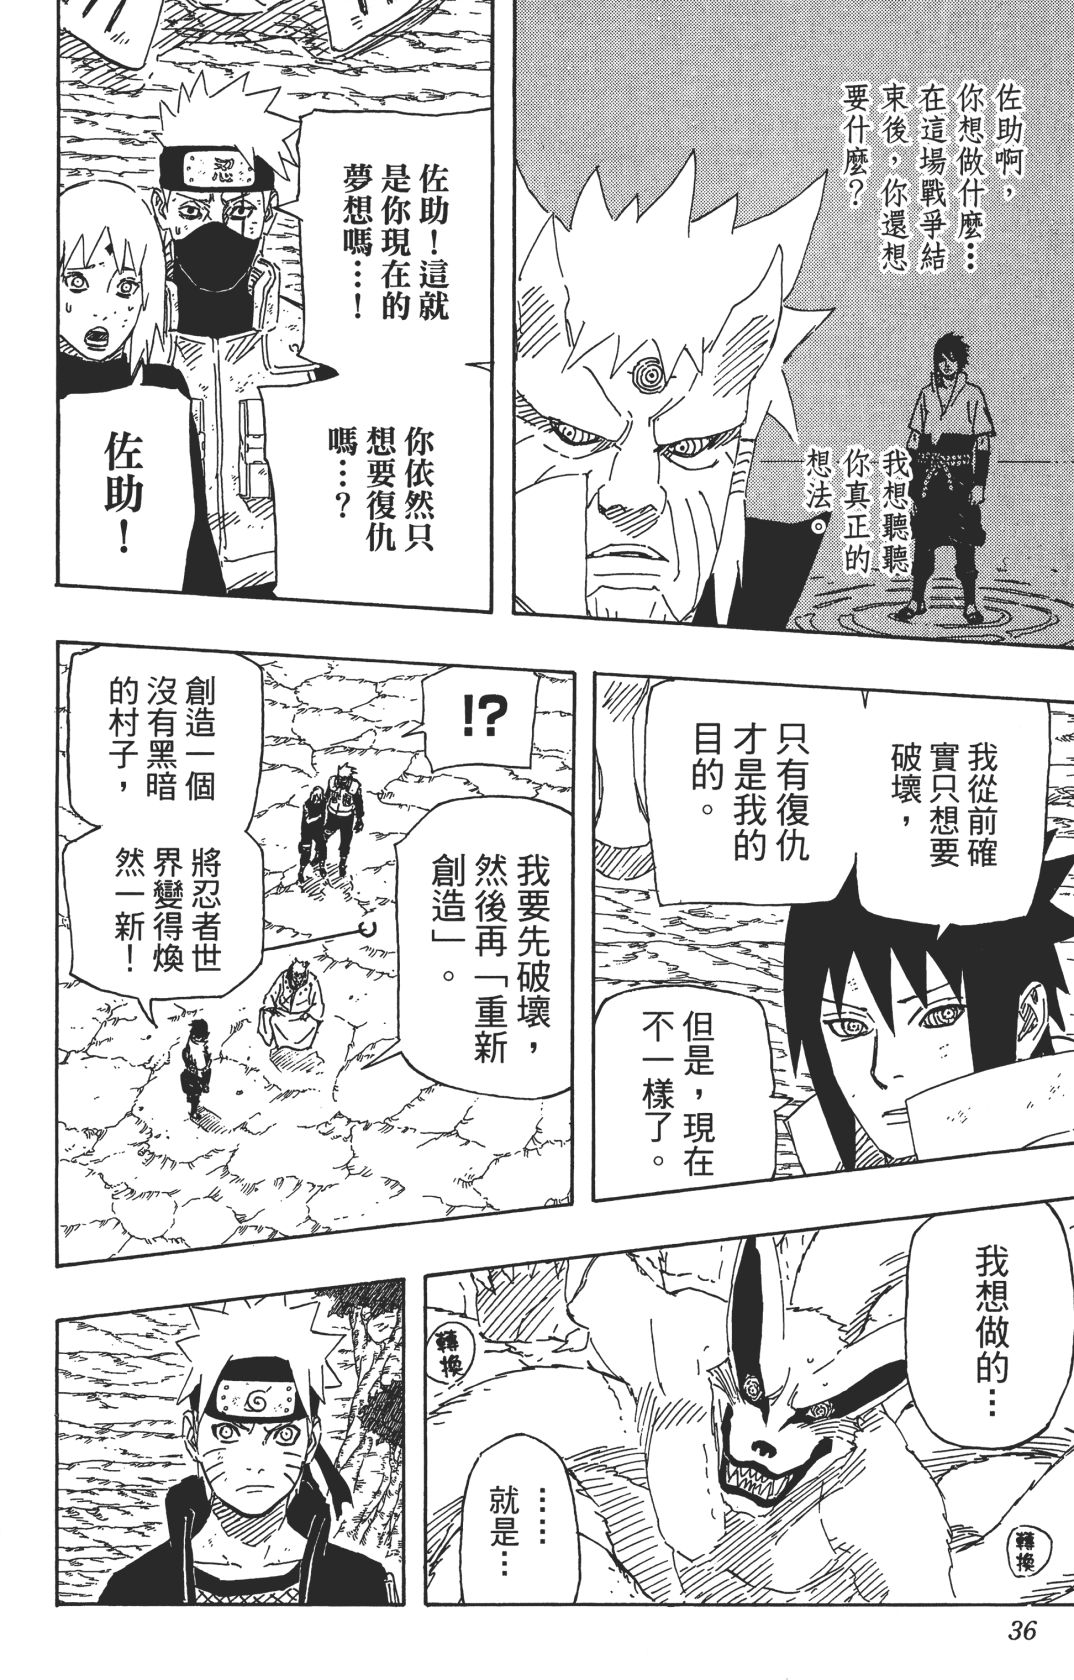 佐助啊，
你想做什麼…
在這場戰爭結
束後，你還想
要什麼？
我想聽聽
你真正的
想法。
佐助！這就
是你現在的
夢想嗎……！
你依然只
想要復仇
嗎…？
忍
佐助！
我從前確
實只想要
破壞，
只有復仇
才是我的
目的。
但是，現在
不一樣了。
!?
我要先破壞，
然後再「重新
創造」。
創造一個
沒有黑暗
的村子，
將忍者世
界變得煥
然一新！
我想做的…
……
就是…
轉換
轉換
36